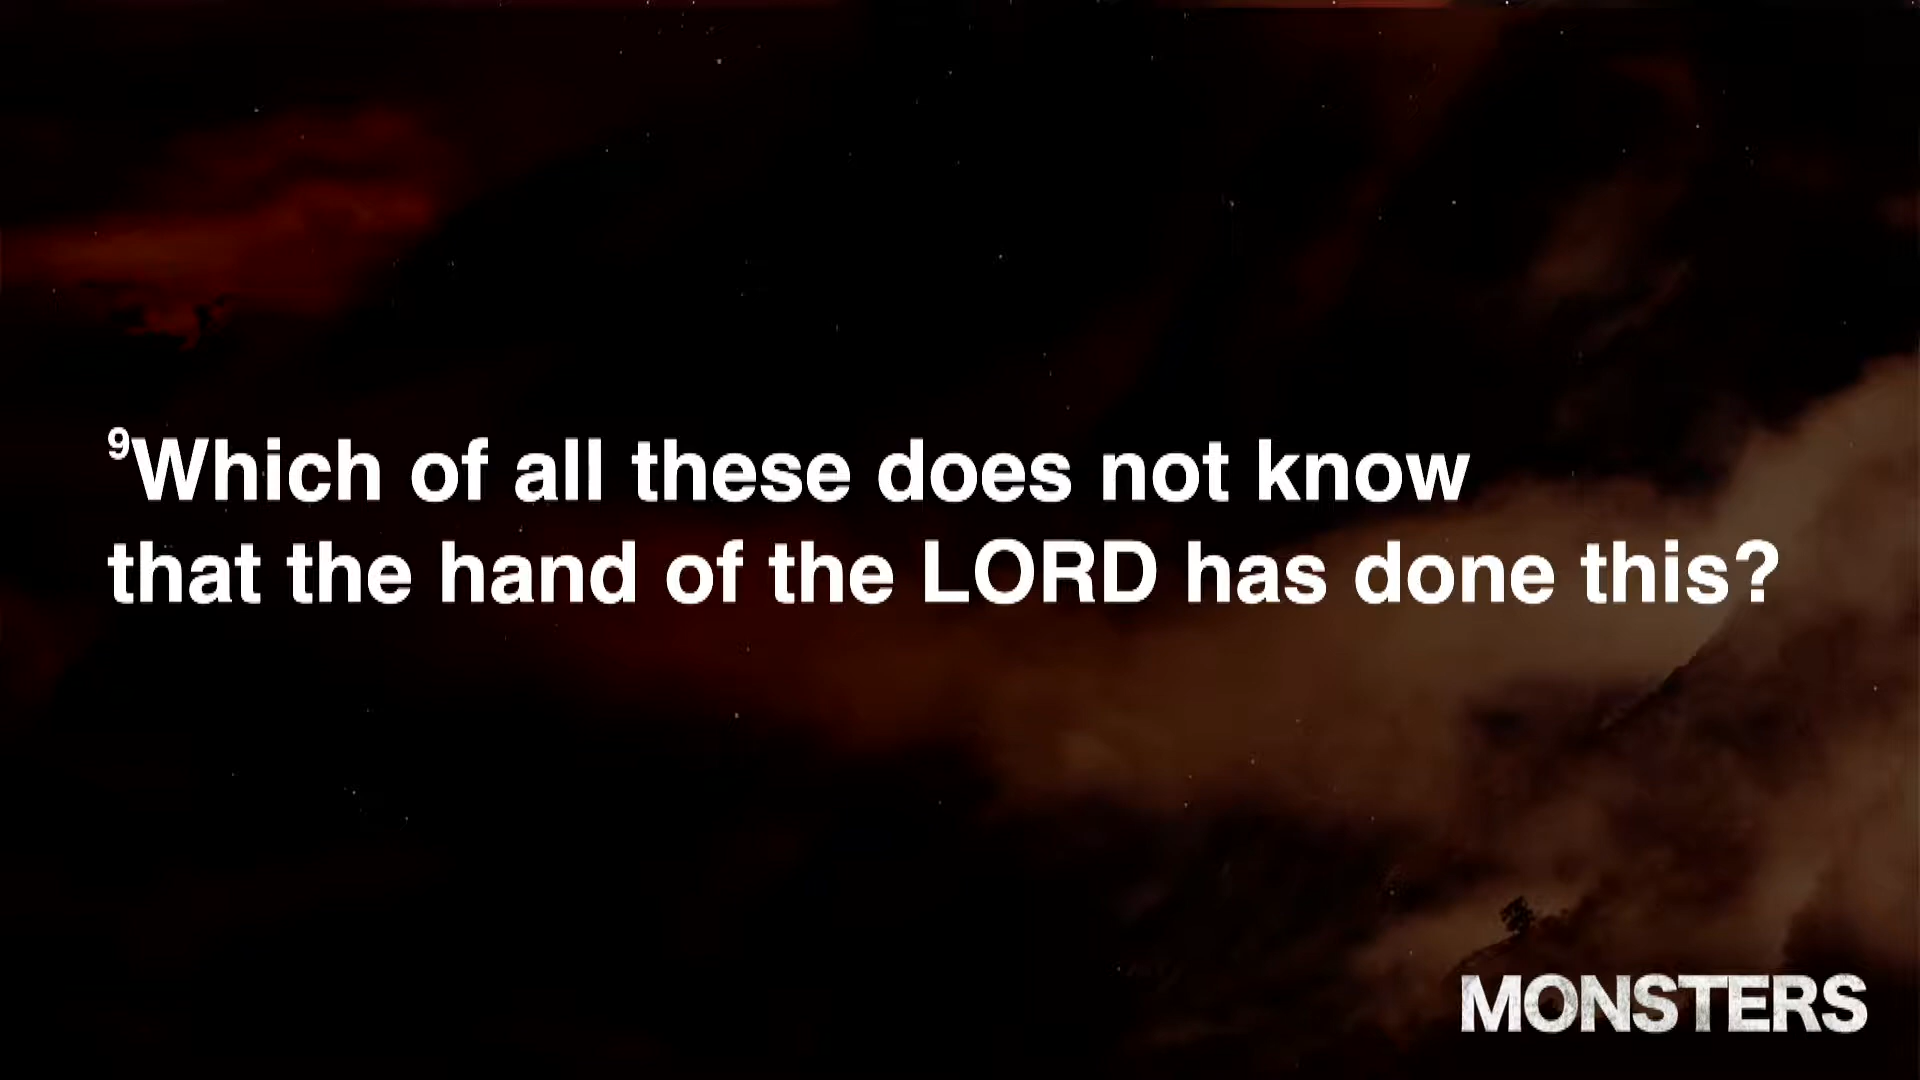 ⁹Which of all these does not know
that the hand of the LORD has done this?
MONSTERS